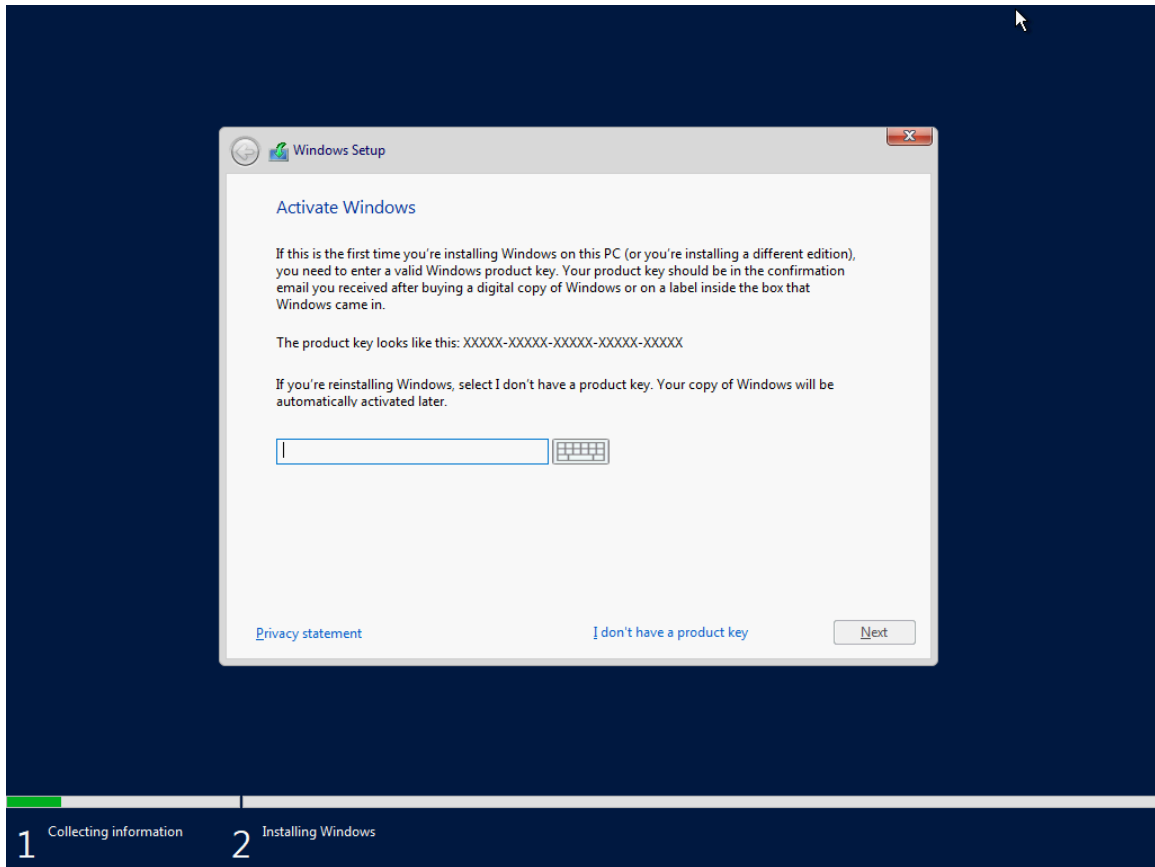 Windows Setup
Activate Windows
If this is the first time you're installing Windows on this PC (or you're installing a different edition),
you need to enter a valid Windows product key. Your product key should be in the confirmation
email you received after buying a digital copy of Windows or on a label inside the box that
Windows came in.
The product key looks like this: XXXXX-XXXXX-XXXXX-XXXXX-XXXXX
If you're reinstalling Windows, select I don't have a product key. Your copy of Windows will be
automatically activated later.
Privacy statement
I don't have a product key
Next
1 Collecting information
2 Installing Windows